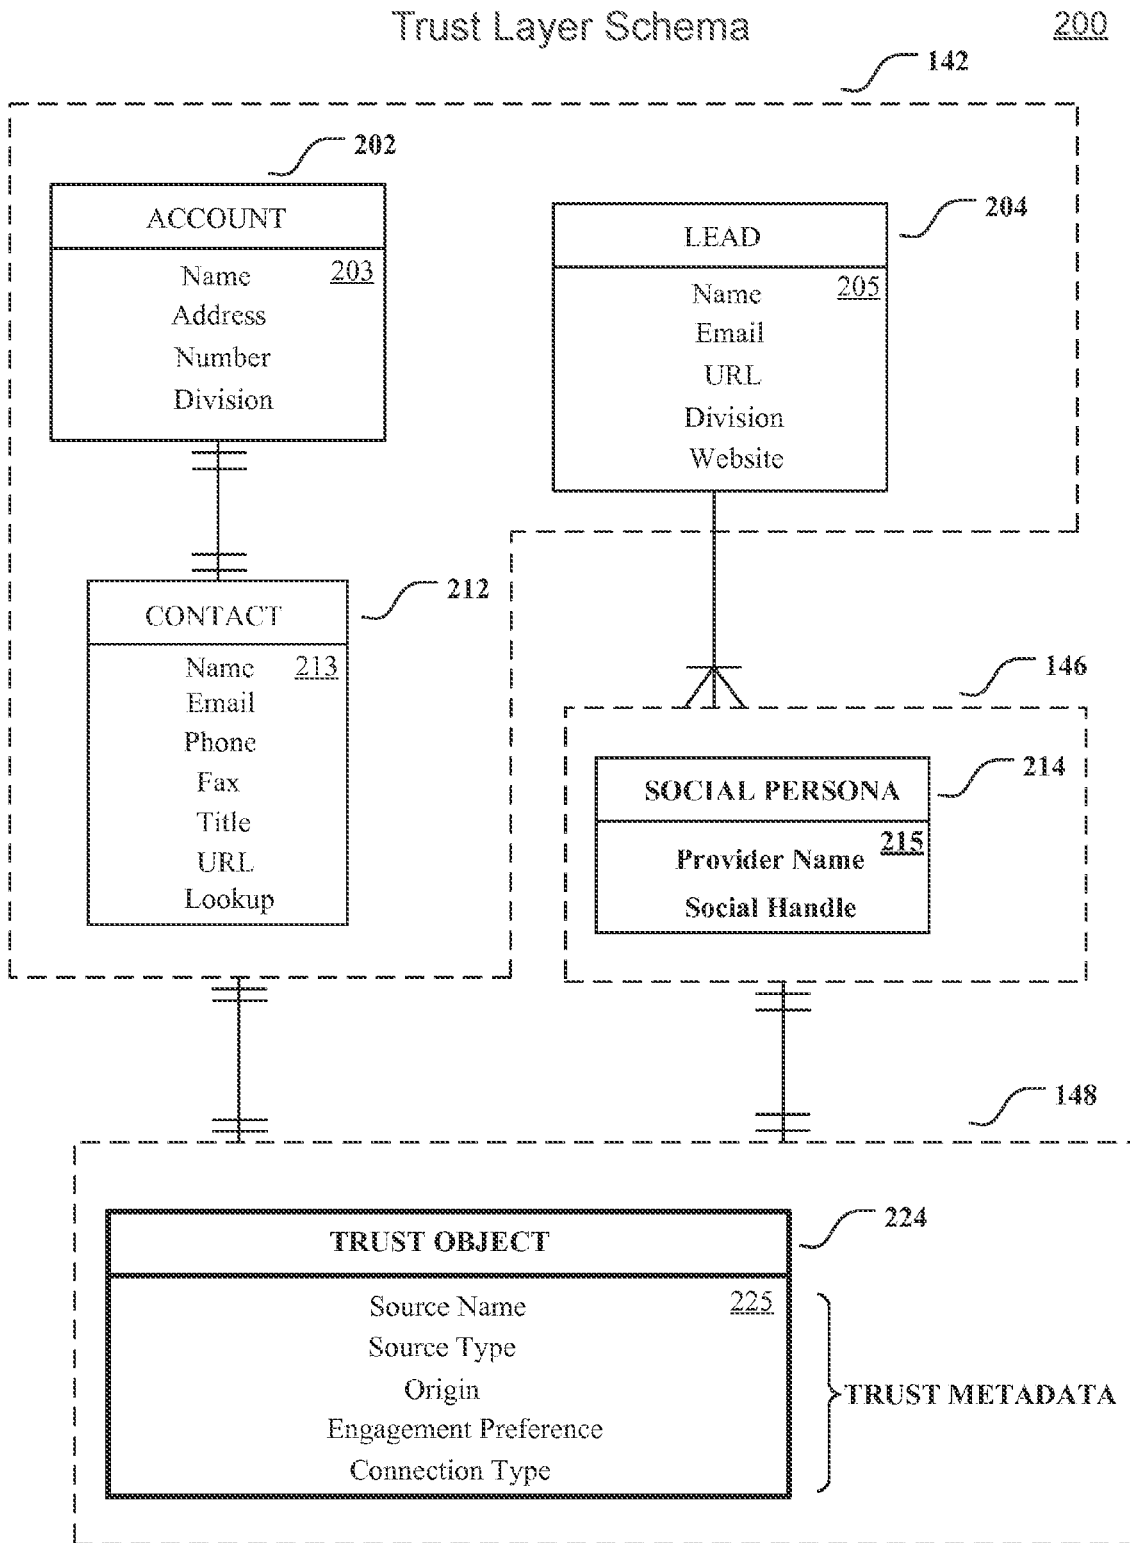 Trust Layer Schema
200
142
202
ACCOUNT
203
Name
Address
Number
Division
204
LEAD
205
Name
Email
URL
Division
Website
212
CONTACT
213
Name
Email
Phone
Fax
Title
URL
Lookup
146
214
SOCIAL PERSONA
215
Provider Name
Social Handle
148
224
TRUST OBJECT
225
Source Name
Source Type
Origin
Engagement Preference
Connection Type
TRUST METADATA